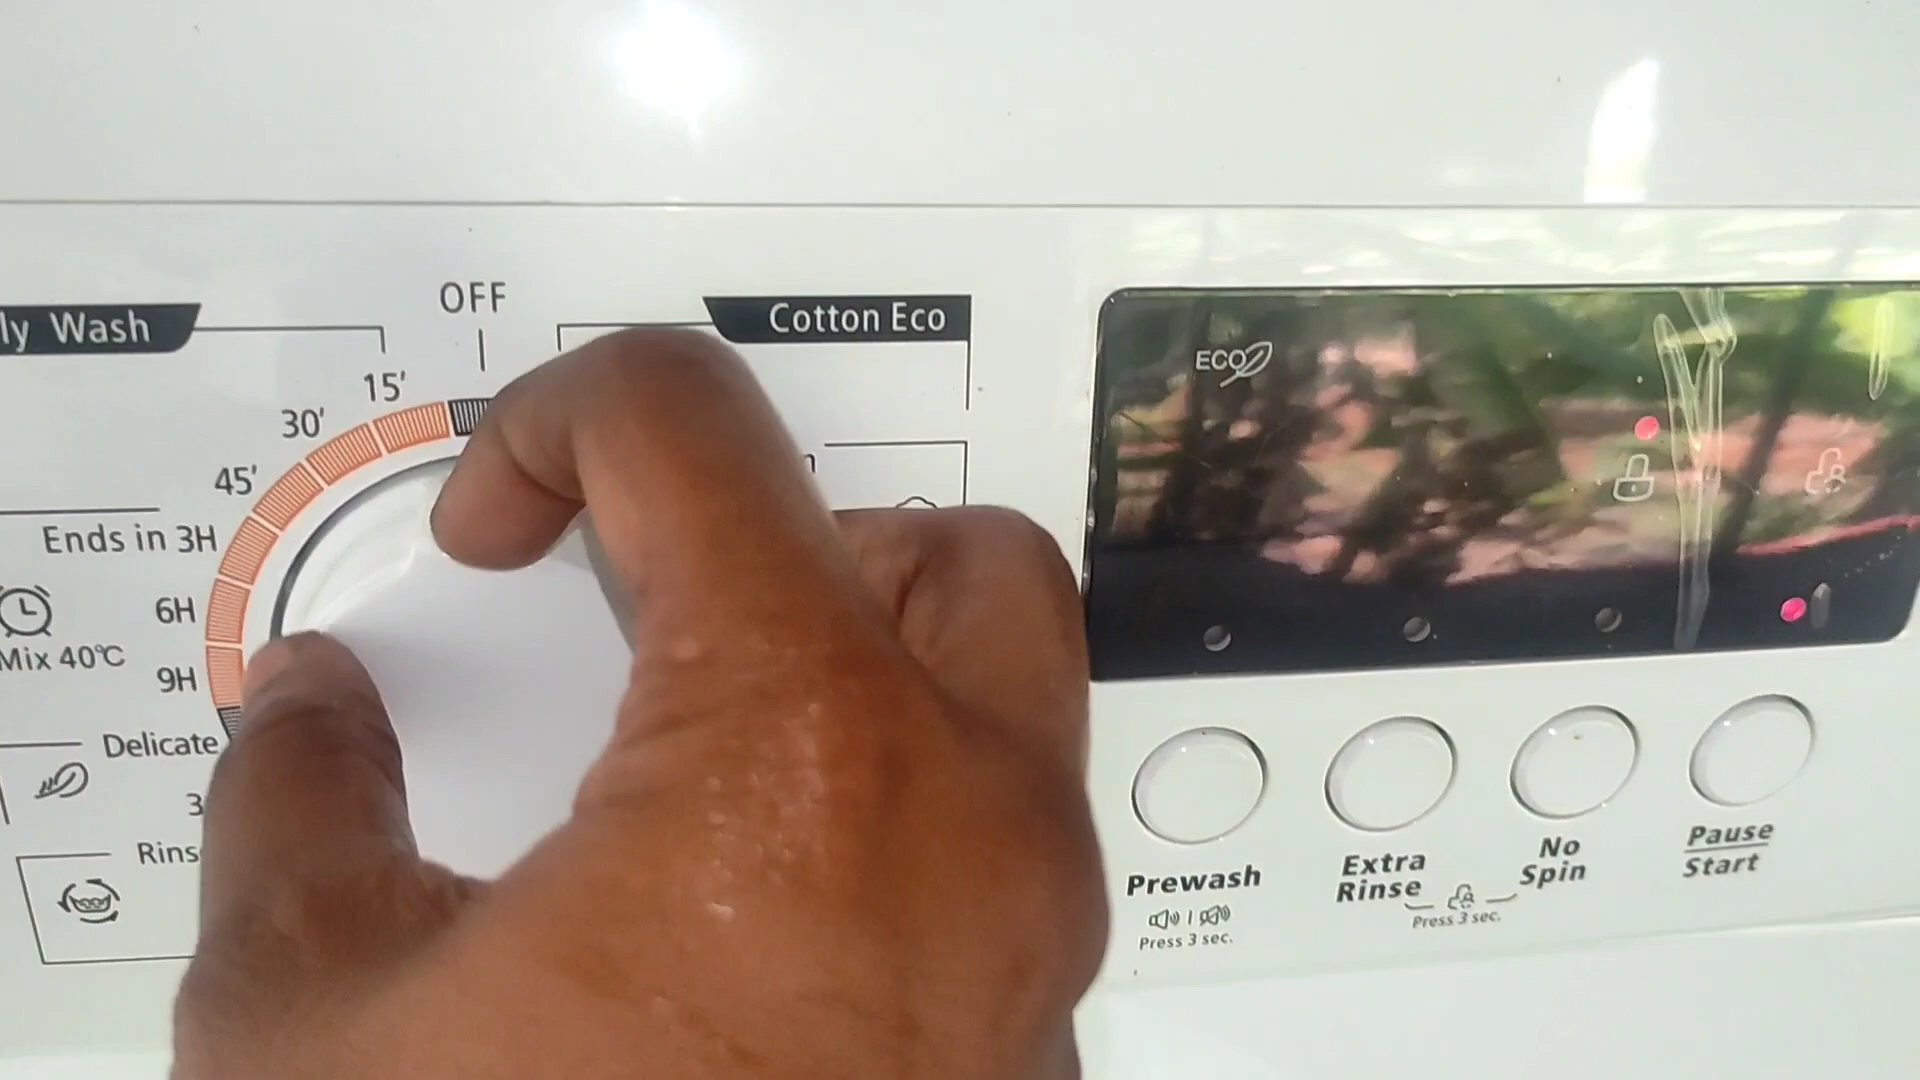 OFF
ly Wash
Cotton Eco
15'
30'
45'
Ends in 3H
6H
Mix 40°C
9H
Delicate
3
Rins
ECO
Prewash
Press 3 sec.
Extra
Rinse
Press 3 sec.
No
Spin
Pause
Start